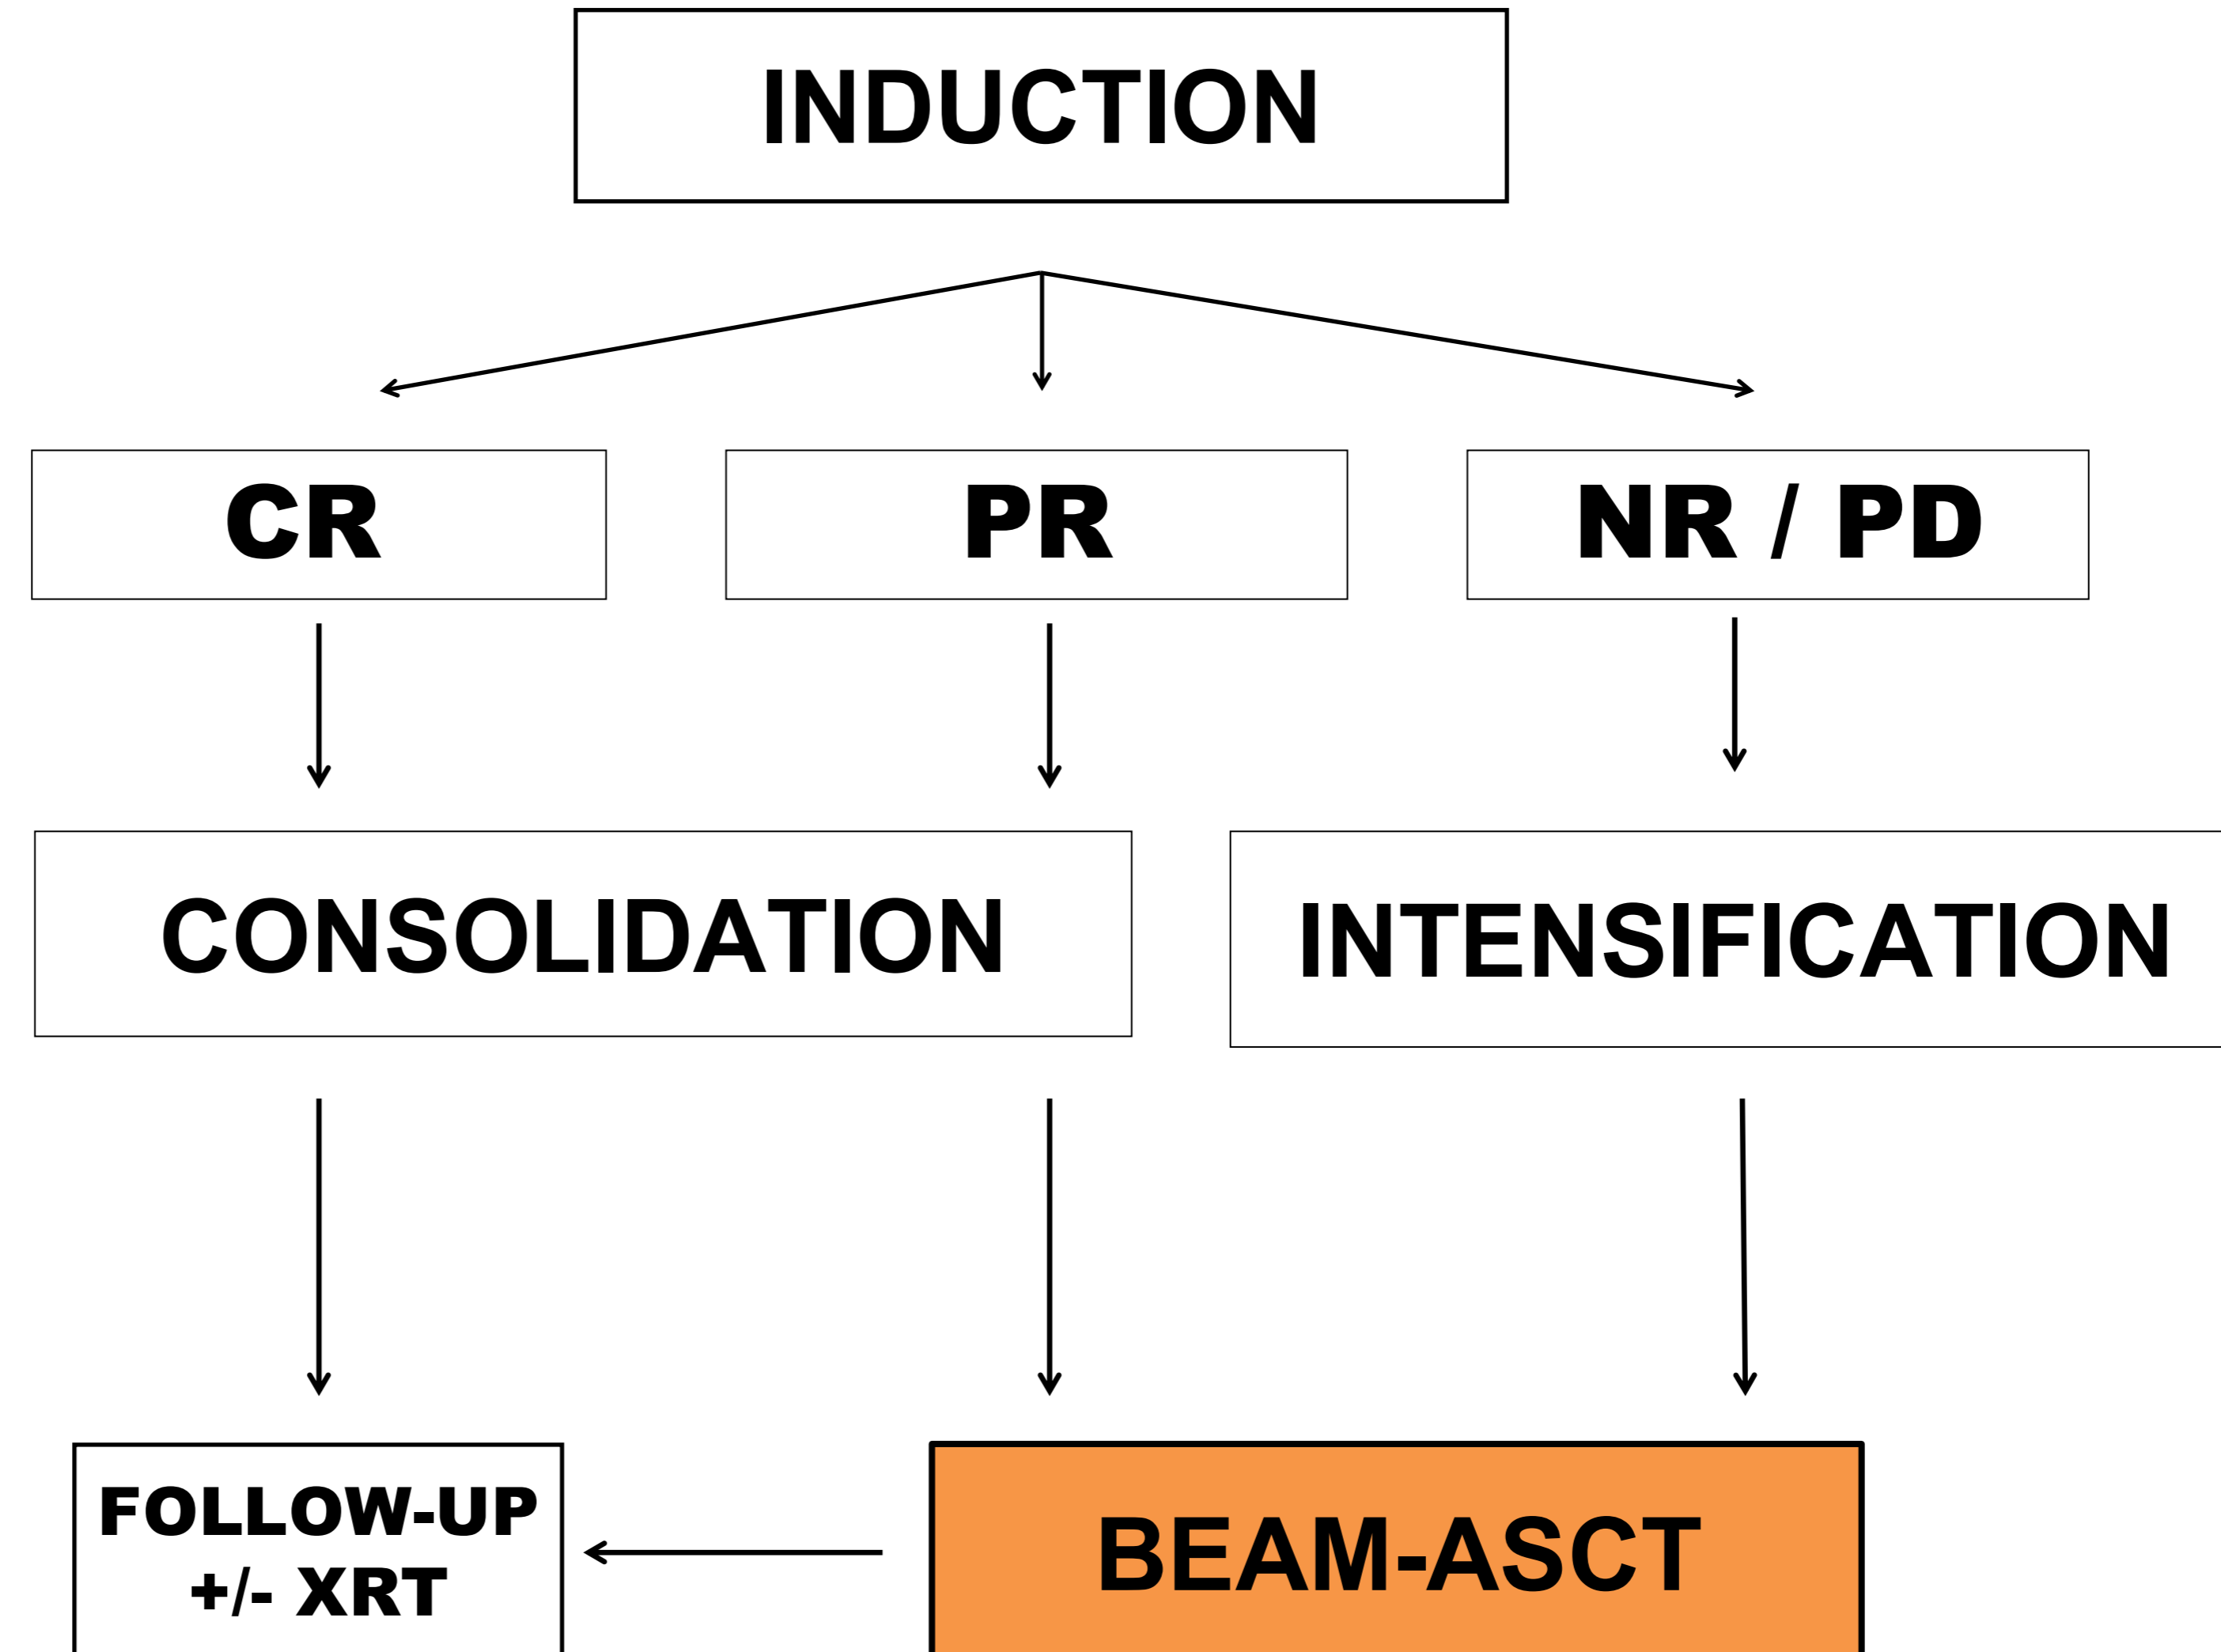 INDUCTION
CR
PR
NR / PD
CONSOLIDATION
INTENSIFICATION
FOLLOW-UP
+/- XRT
BEAM-ASCT